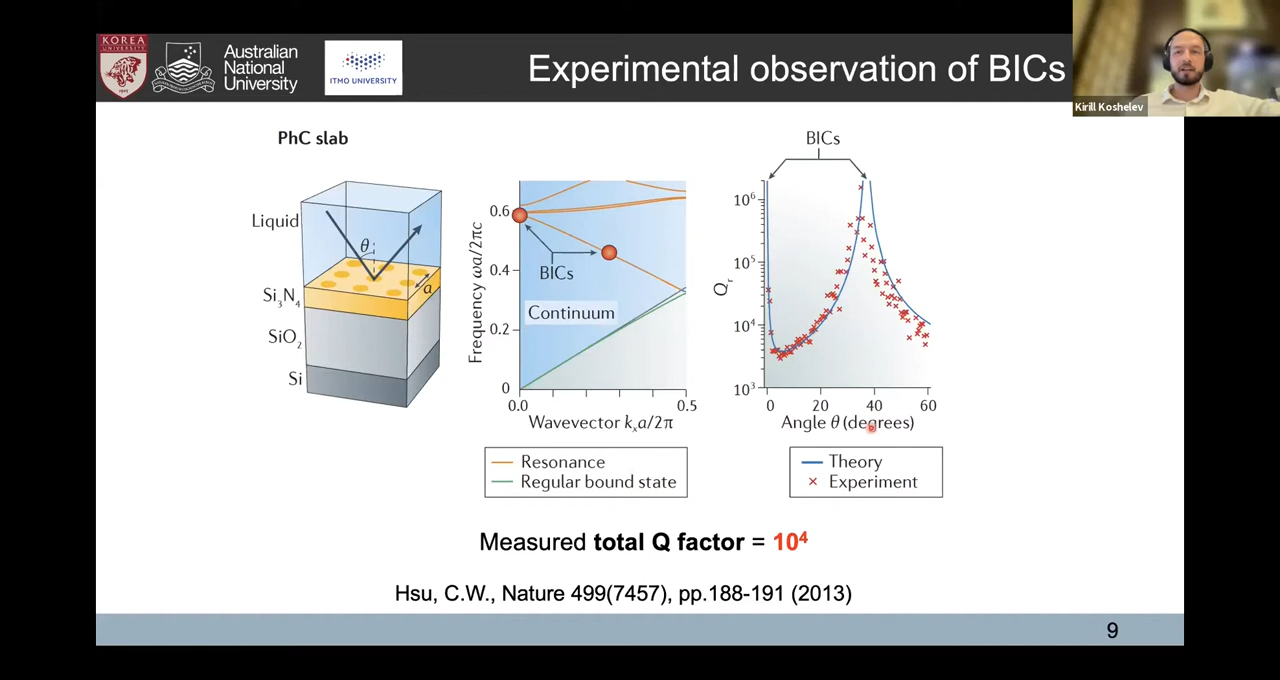 KOREA
UNIVERSITY
Australian
National
University
ITMO UNIVERSITY
Experimental observation of BICs
Kirill Koshelev
PhC slab
Liquid
θ
a
Si3N4
SiO2
Si
Frequency ωa/2πc
0.6
0.4
0.2
0
BICs
Continuum
0.0
0.5
Wavevector kxa/2π
Resonance
Regular bound state
BICs
Qr
10⁶
10⁵
10⁴
10³
0
20
40
60
Angle θ (degrees)
Theory
Experiment
Measured total Q factor = 10⁴
Hsu, C.W., Nature 499(7457), pp.188-191 (2013)
9